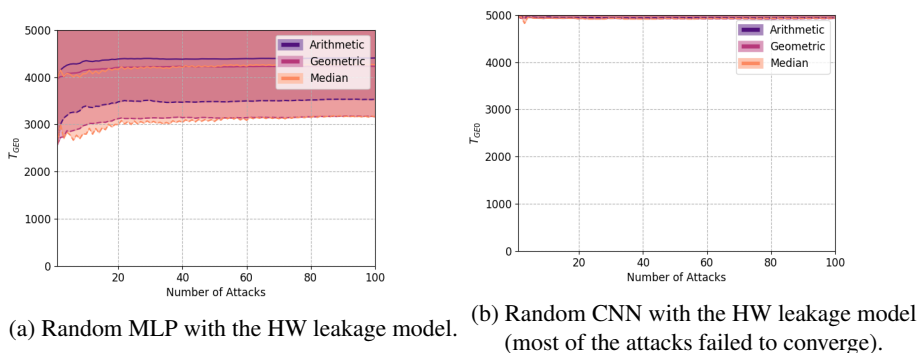 5000
4000
3000
2000
1000
0
T_GE0
20
40
60
80
100
Number of Attacks
Arithmetic
Geometric
Median
(a) Random MLP with the HW leakage model.
5000
4000
3000
2000
1000
0
T_GE0
20
40
60
80
100
Number of Attacks
Arithmetic
Geometric
Median
(b) Random CNN with the HW leakage model
(most of the attacks failed to converge).